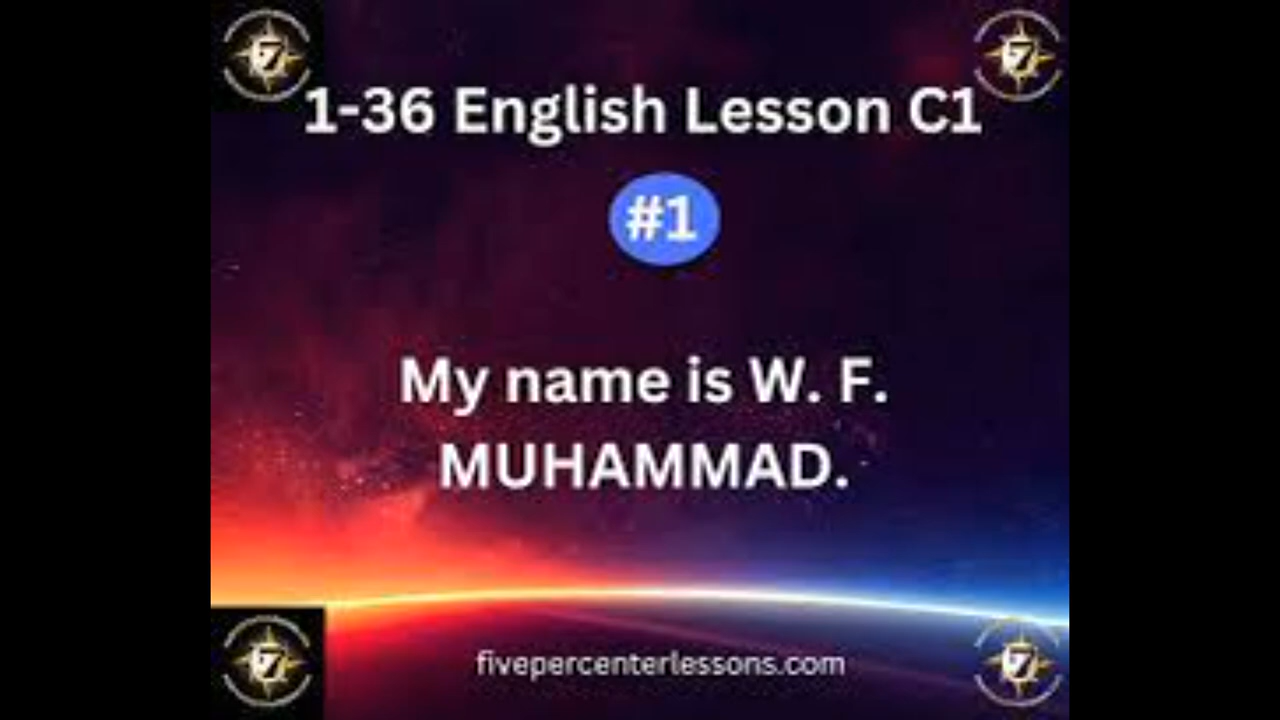 1-36 English Lesson C1
#1
My name is W. F.
MUHAMMAD.
fivepercenterlessons.com